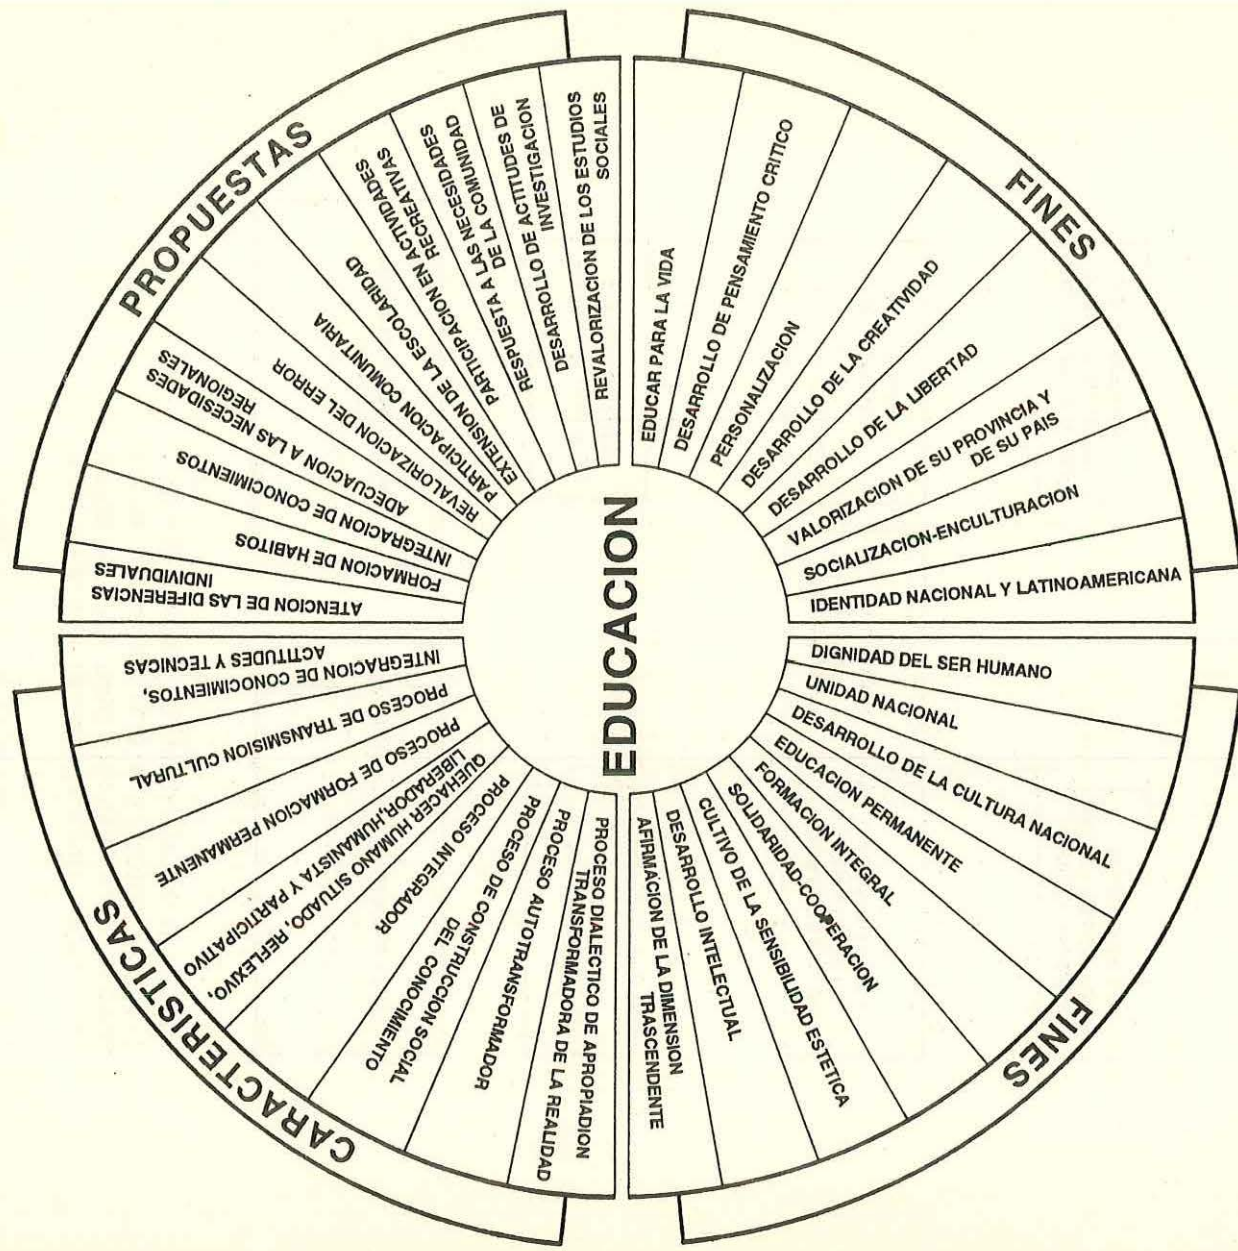 EDUCACION
PROPUESTAS
ATENCION DE LAS DIFERENCIAS
INDIVIDUALES
FORMACION DE HABITOS
INTEGRACION DE CONOCIMIENTOS
ADECUACION A LAS NECESIDADES
REGIONALES
REVALORIZACION DEL ERROR
PARTICIPACION COMUNITARIA
EXTENSION DE LA ESCOLARIDAD
PARTICIPACION EN ACTIVIDADES
RECREATIVAS
RESPUESTA A LAS NECESIDADES
DE LA COMUNIDAD
DESARROLLO DE ACTITUDES DE
INVESTIGACION
REVALORIZACION DE LOS ESTUDIOS
SOCIALES
FINES
EDUCAR PARA LA VIDA
DESARROLLO DE PENSAMIENTO CRITICO
PERSONALIZACION
DESARROLLO DE LA CREATIVIDAD
DESARROLLO DE LA LIBERTAD
VALORIZACION DE SU PROVINCIA Y
DE SU PAIS
SOCIALIZACION-ENCULTURACION
IDENTIDAD NACIONAL Y LATINOAMERICANA
FINES
DIGNIDAD DEL SER HUMANO
UNIDAD NACIONAL
DESARROLLO DE LA CULTURA NACIONAL
EDUCACION PERMANENTE
FORMACION INTEGRAL
SOLIDARIDAD-COOPERACION
CULTIVO DE LA SENSIBILIDAD ESTETICA
DESARROLLO INTELECTUAL
AFIRMACION DE LA DIMENSION
TRASCENDENTE
CARACTERISTICAS
PROCESO DIALECTICO DE APROPIADION
TRANSFORMADORA DE LA REALIDAD
PROCESO AUTOTRANSFORMADOR
PROCESO DE CONSTRUCCION SOCIAL
DEL CONOCIMIENTO
PROCESO INTEGRADOR
QUEHACER HUMANO SITUADO, REFLEXIVO,
LIBERADOR,HUMANISTA Y PARTICIPATIVO
PROCESO DE FORMACION PERMANENTE
PROCESO DE TRANSMISION CULTURAL
INTEGRACION DE CONOCIMIENTOS,
ACTITUDES Y TECNICAS